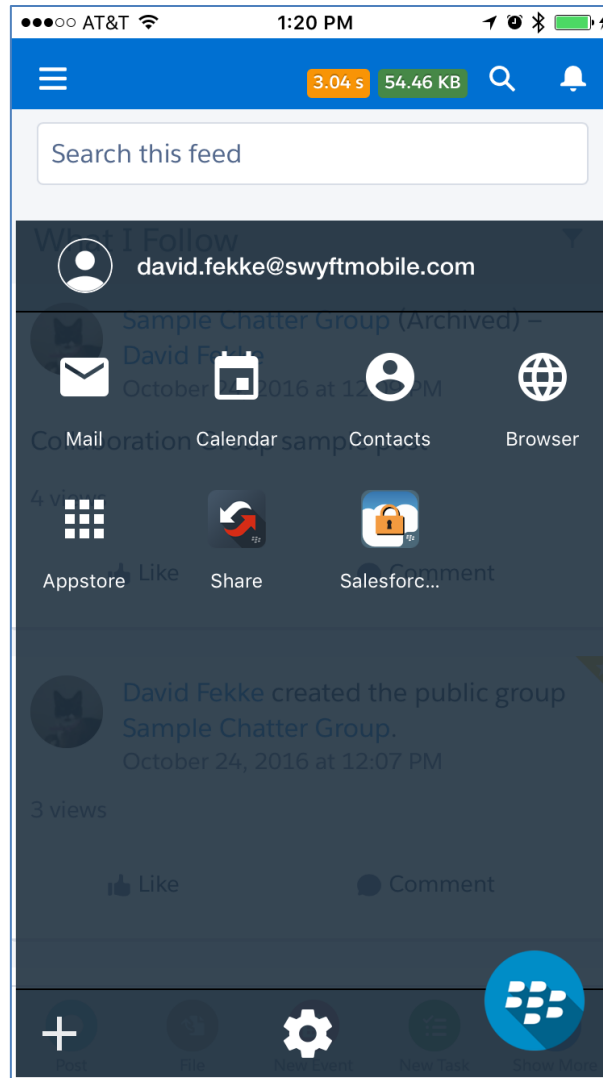 AT&T
1:20 PM
3.04 s
54.46 KB
Search this feed
What I Follow
david.fekke@swyftmobile.com
Sample Chatter Group (Archived) –
David Fekke
October 24, 2016 at 12:09 PM
Mail
Calendar
Contacts
Browser
Collaboration Group sample post
4 views
Like
Comment
Appstore
Share
Salesforc...
David Fekke created the public group
Sample Chatter Group.
October 24, 2016 at 12:07 PM
3 views
Like
Comment
Post
File
New Event
New Task
Show More